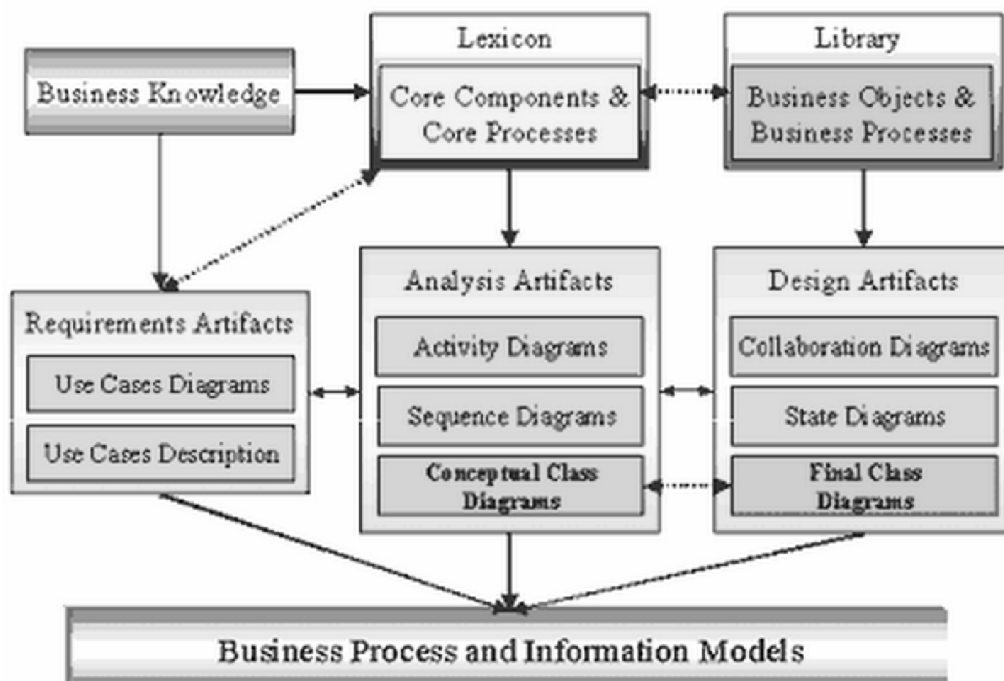 Business Knowledge
Lexicon
Core Components &
Core Processes
Library
Business Objects &
Business Processes
Requirements Artifacts
Use Cases Diagrams
Use Cases Description
Analysis Artifacts
Activity Diagrams
Sequence Diagrams
Conceptual Class
Diagrams
Design Artifacts
Collaboration Diagrams
State Diagrams
Final Class
Diagrams
Business Process and Information Models